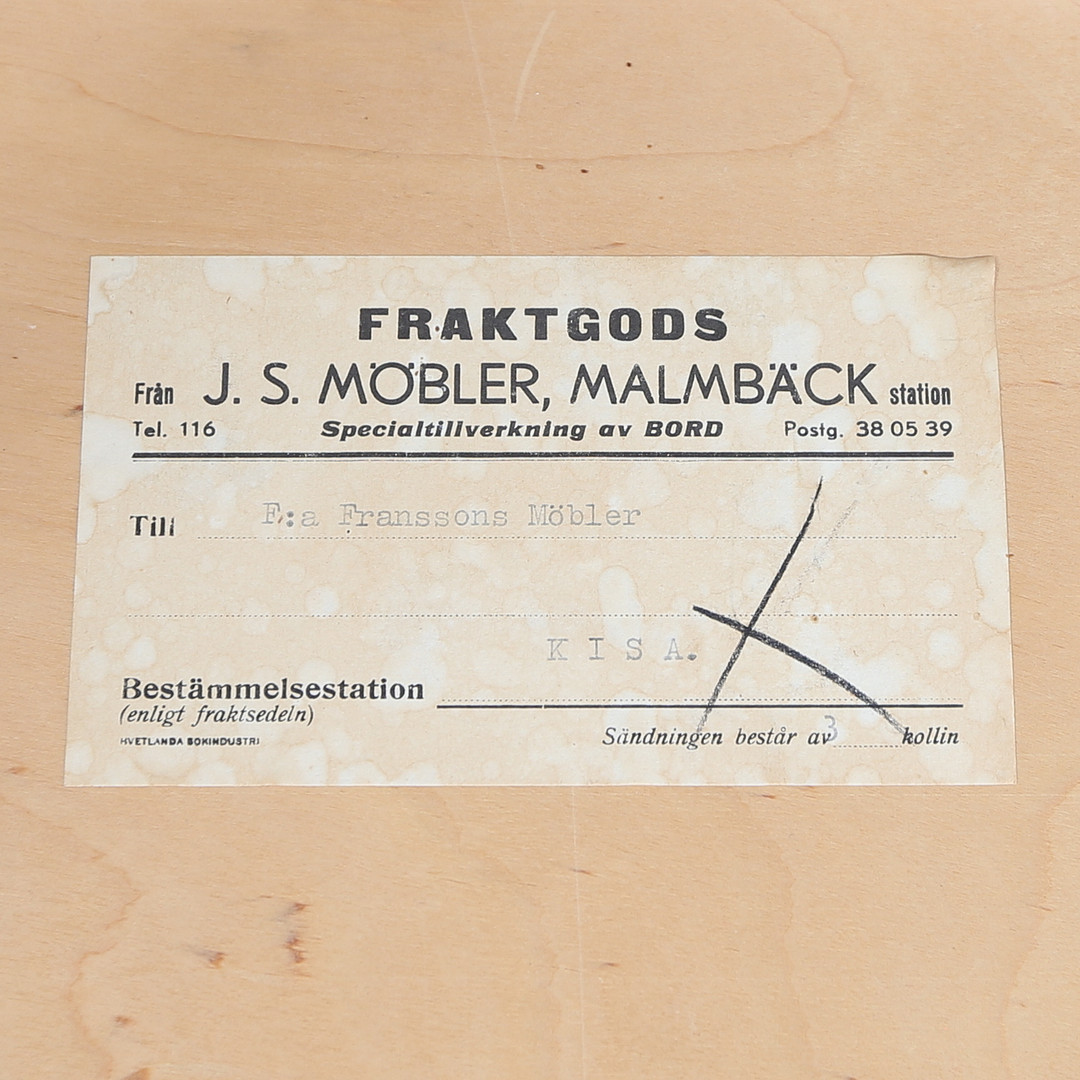 FRAKTGODS
Från J. S. MÖBLER, MALMBÄCK station
Tel. 116 Specialtillverkning av BORD Postg. 38 05 39
Till F:a Franssons Möbler
K I S A.
Bestämmelsestation
(enligt fraktsedeln)
HVETLANDA BOKINDUSTRI
Sändningen består av 3 kollin